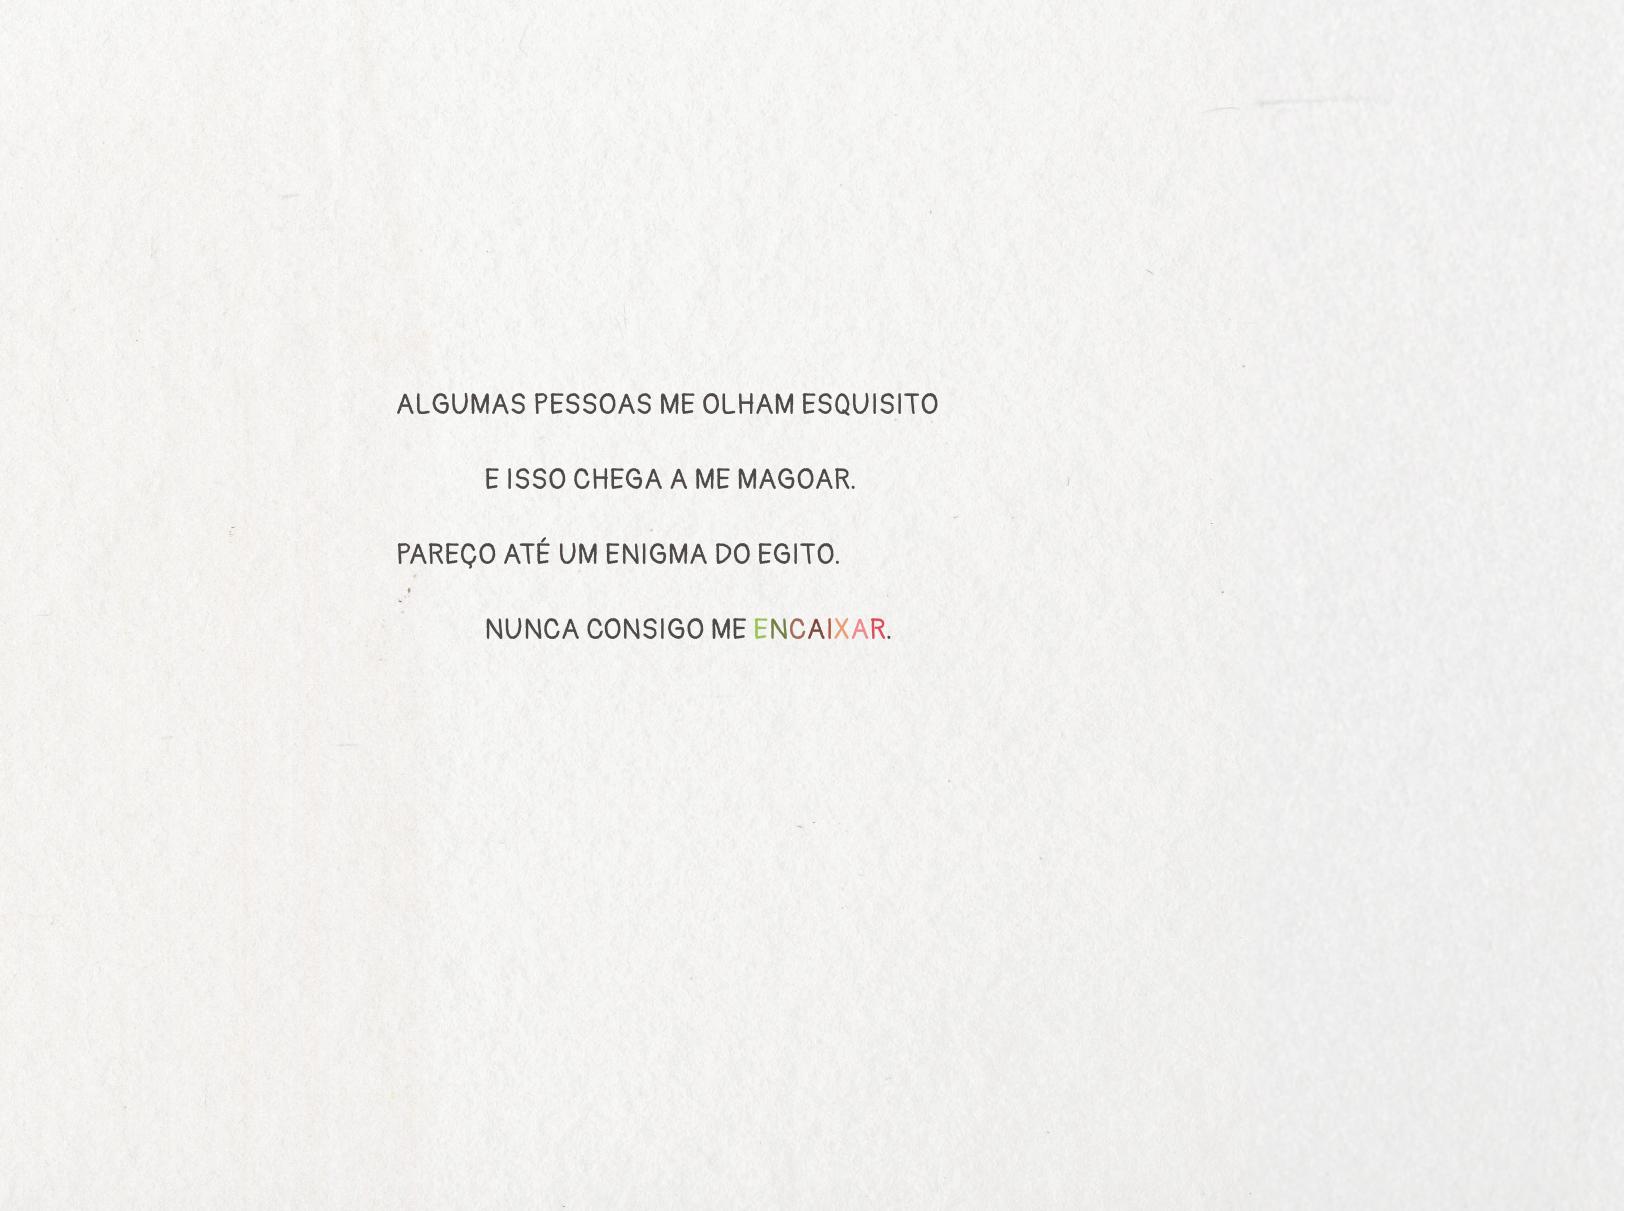 ALGUMAS PESSOAS ME OLHAM ESQUISITO
E ISSO CHEGA A ME MAGOAR.
PAREÇO ATÉ UM ENIGMA DO EGITO.
NUNCA CONSIGO ME ENCAIXAR.